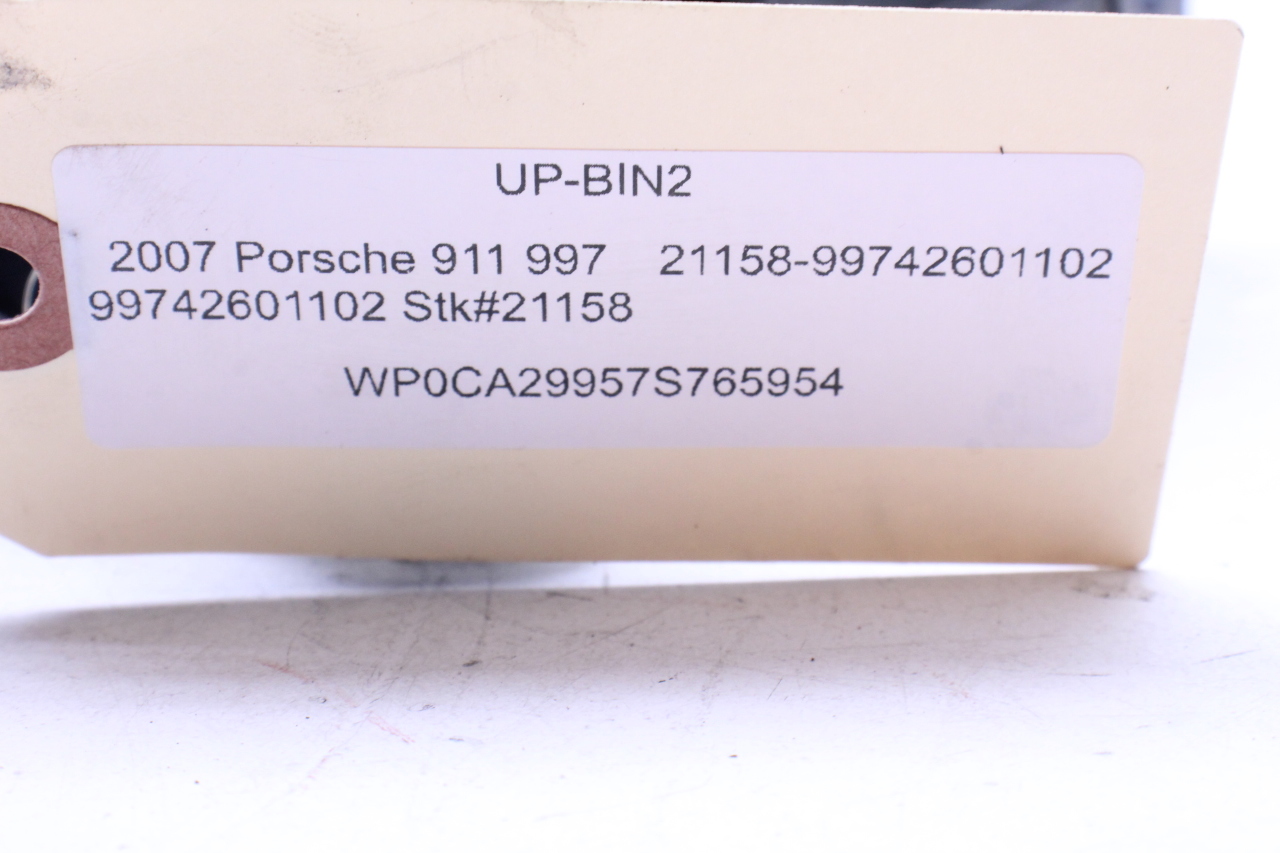 UP-BIN2
2007 Porsche 911 997 21158-99742601102
99742601102 Stk#21158
WP0CA29957S765954